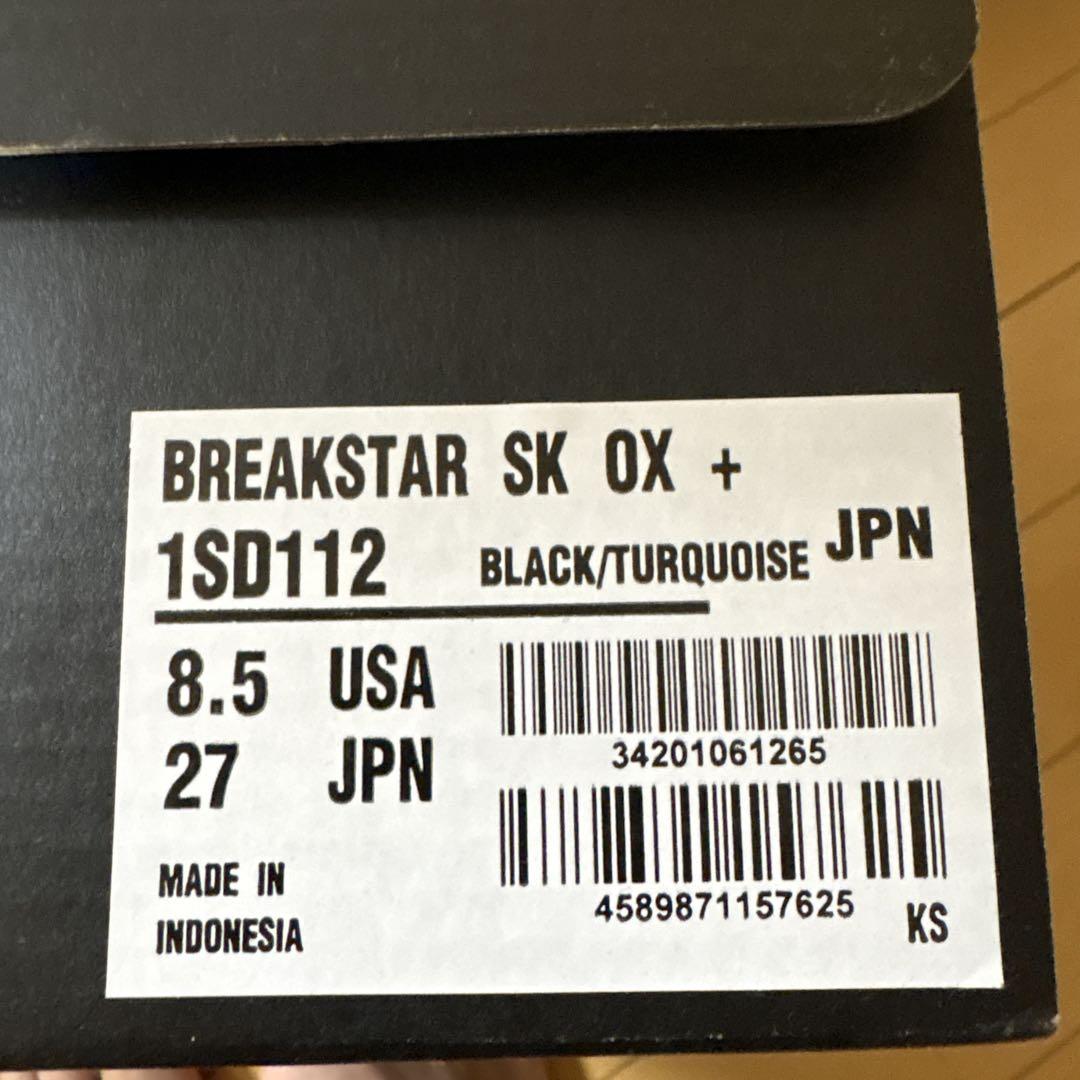 BREAKSTAR SK OX +
1SD112 BLACK/TURQUOISE JPN
8.5 USA
27 JPN
34201061265
MADE IN
INDONESIA
4589871157625
KS